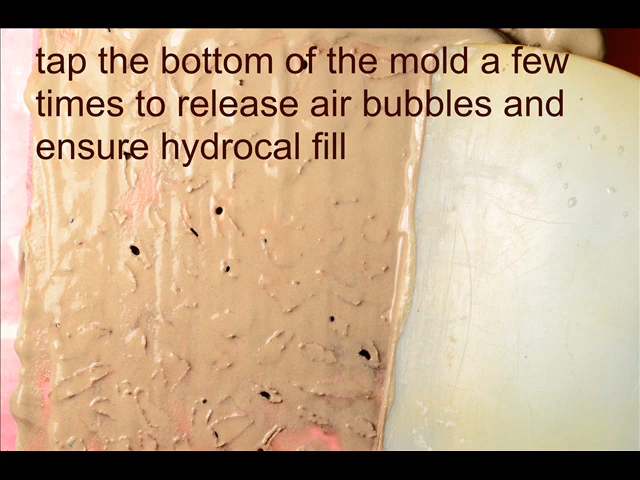 tap the bottom of the mold a few
times to release air bubbles and
ensure hydrocal fill